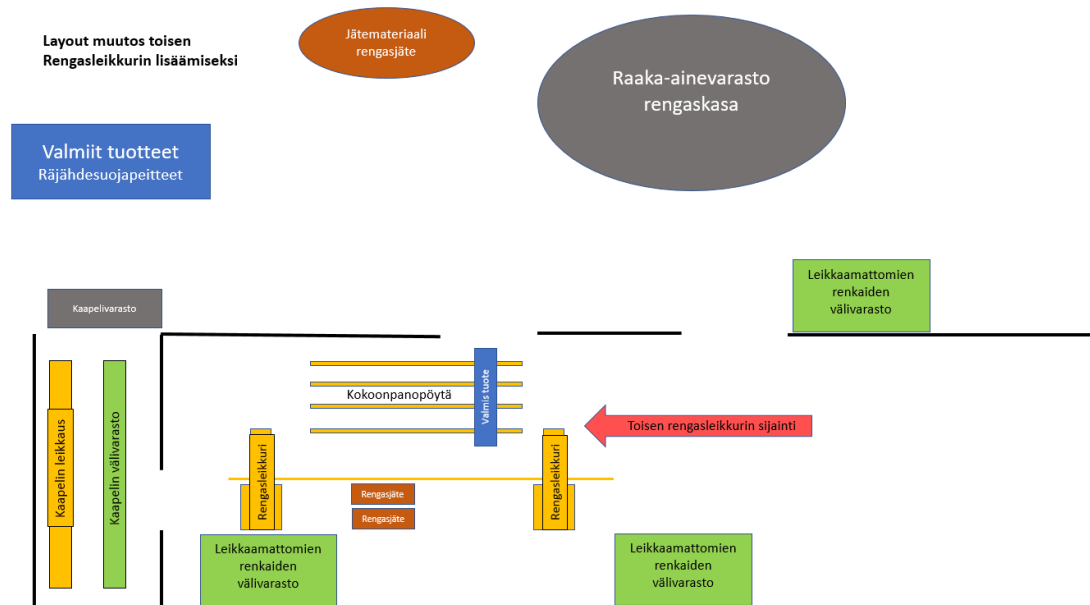 Layout muutos toisen
Rengasleikkurin lisäämiseksi
Jätemateriaali
rengasjäte
Raaka-ainevarasto
rengaskasa
Valmiit tuotteet
Räjähdesuojapeitteet
Leikkaamattomien
renkaiden
välivarasto
Kaapelivarasto
Kaapelin leikkaus
Kaapelin välivarasto
Kokoonpanopöytä
Valmis tuote
Toisen rengasleikkurin sijainti
Rengasleikkuri
Rengasjäte
Rengasjäte
Rengasleikkuri
Leikkaamattomien
renkaiden
välivarasto
Leikkaamattomien
renkaiden
välivarasto